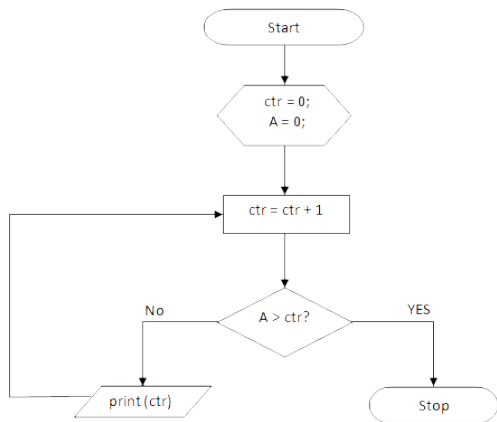 Start
ctr = 0;
A = 0;
ctr = ctr + 1
A > ctr?
No
YES
print (ctr)
Stop